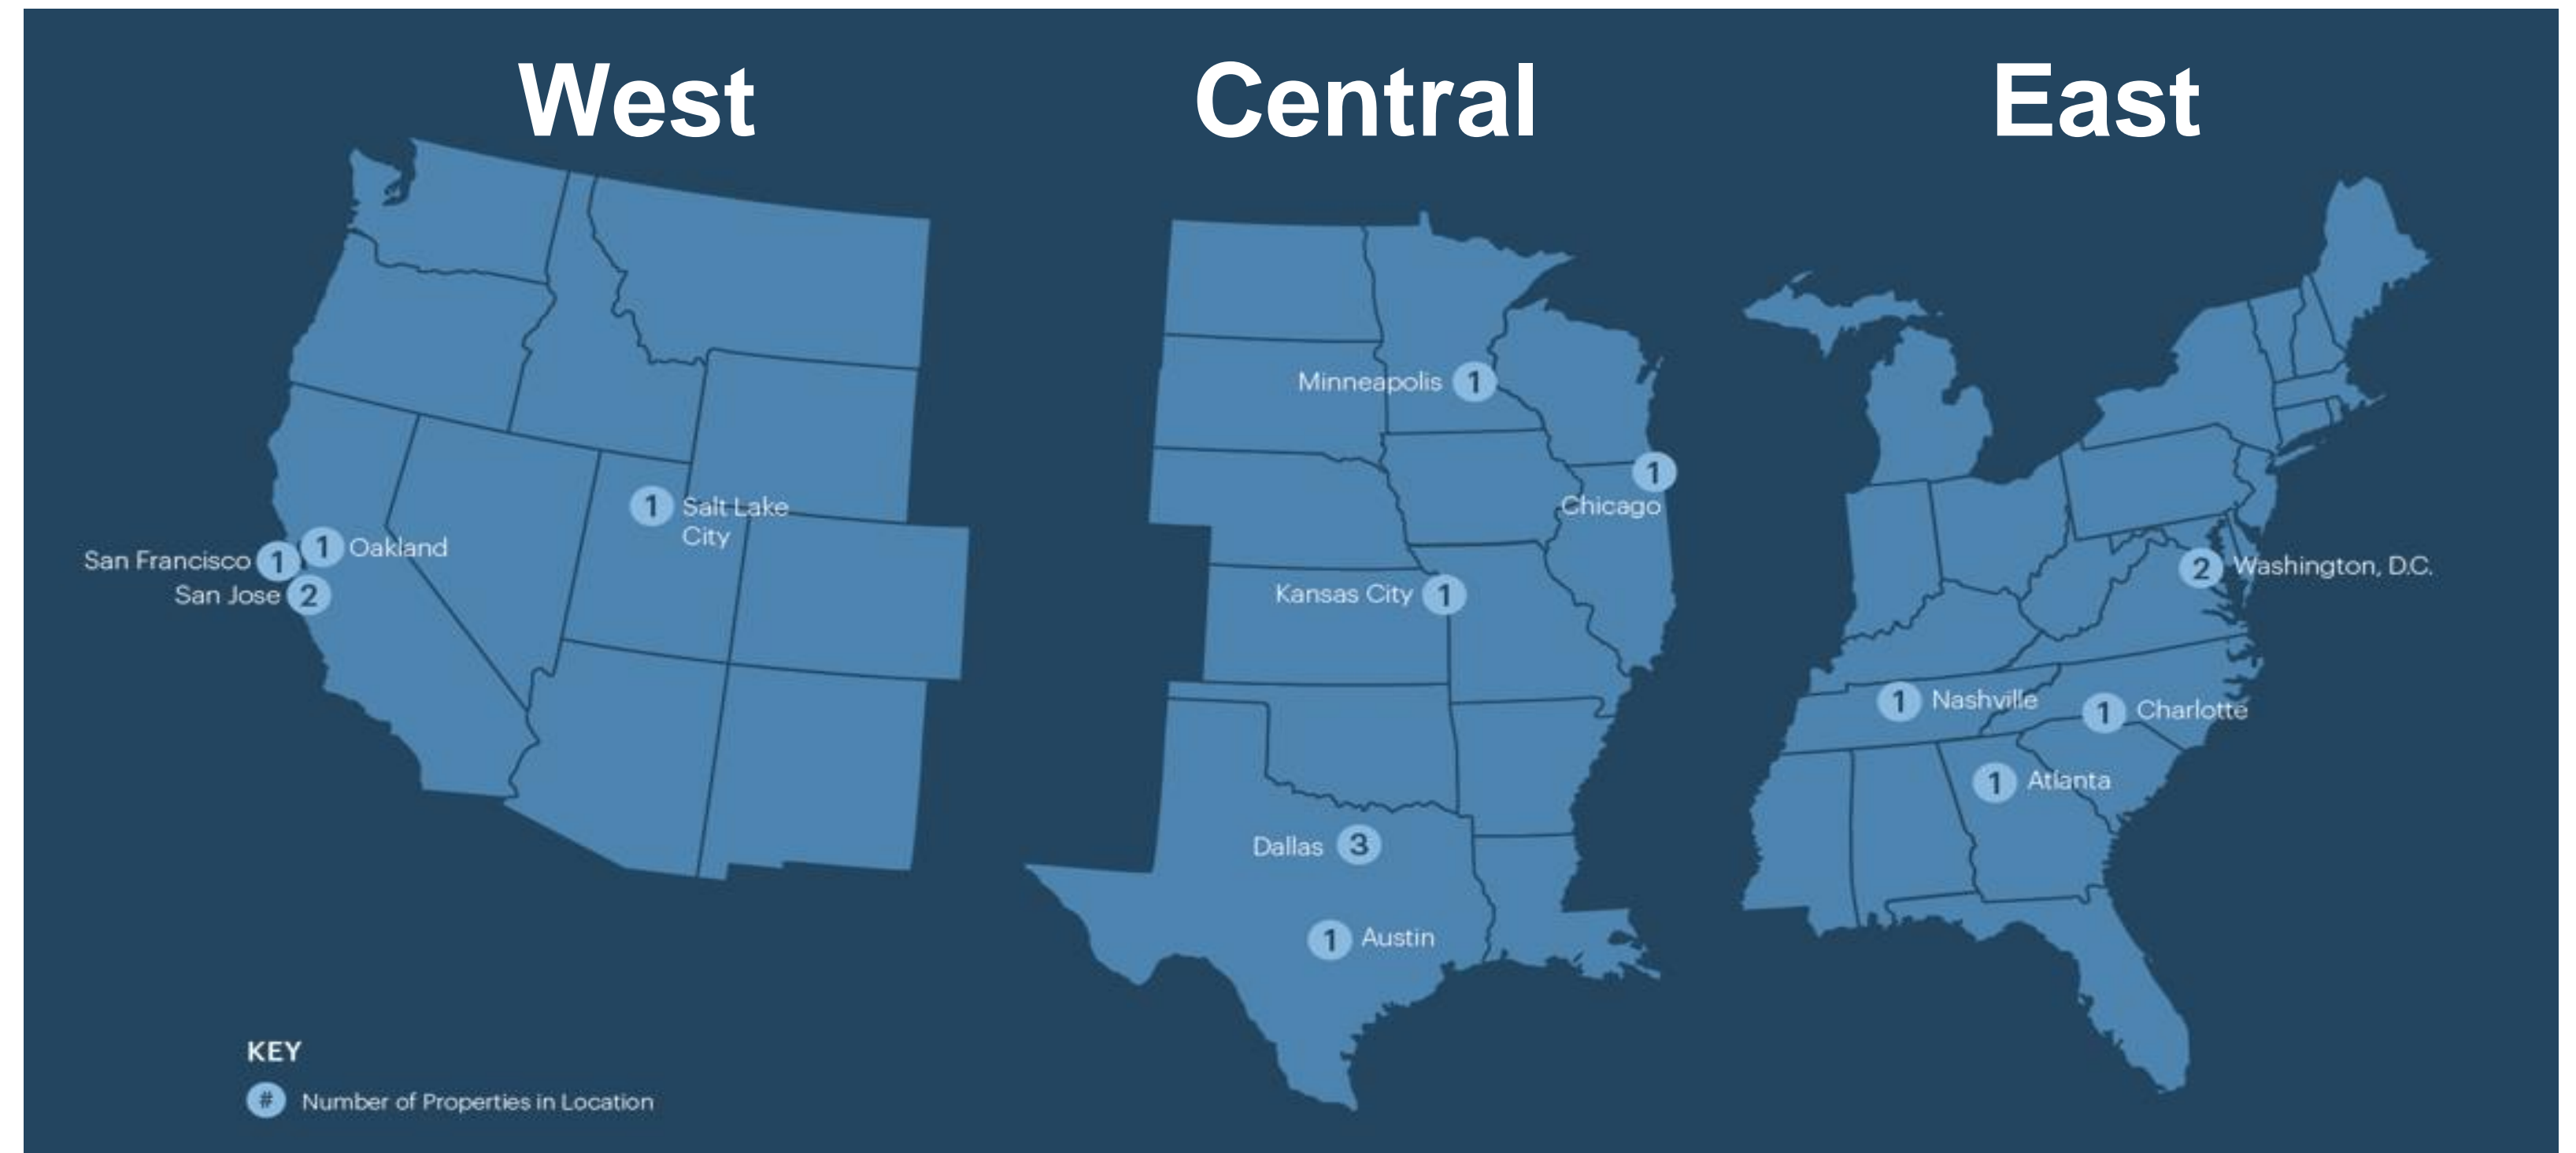 West
Central
East
San Francisco 1
1 Oakland
San Jose 2
1 Salt Lake
City
Minneapolis 1
1
Chicago
Kansas City 1
Dallas 3
1 Austin
2 Washington, D.C.
1 Nashville
1 Charlotte
1 Atlanta
KEY
# Number of Properties in Location